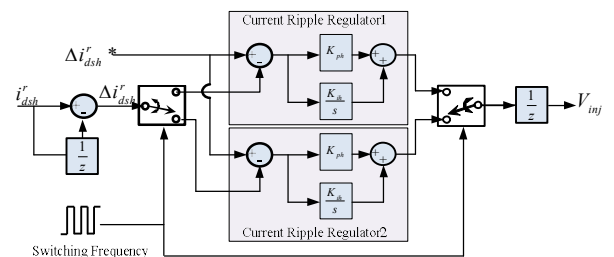 Current Ripple Regulator1
Δi^r_dsh *
+
-
K_ph
+
+
K_ih
s
i^r_dsh
+
-
Δi^r_dsh
1
z
1
z
V_inj
+
-
K_ph
+
+
K_ih
s
Switching Frequency
Current Ripple Regulator2